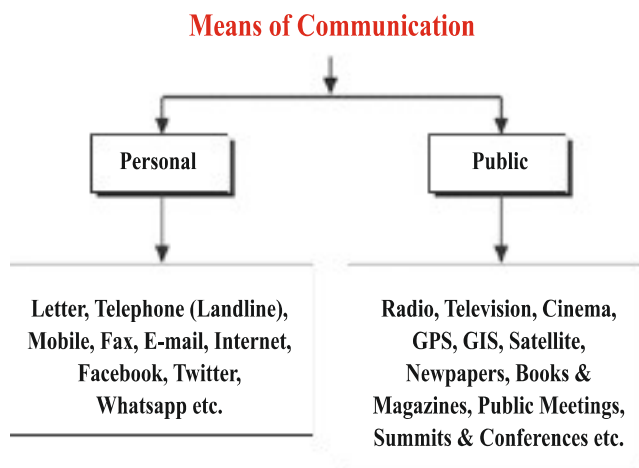 Means of Communication
Personal
Public
Letter, Telephone (Landline),
Mobile, Fax, E-mail, Internet,
Facebook, Twitter,
Whatsapp etc.
Radio, Television, Cinema,
GPS, GIS, Satellite,
Newpapers, Books &
Magazines, Public Meetings,
Summits & Conferences etc.